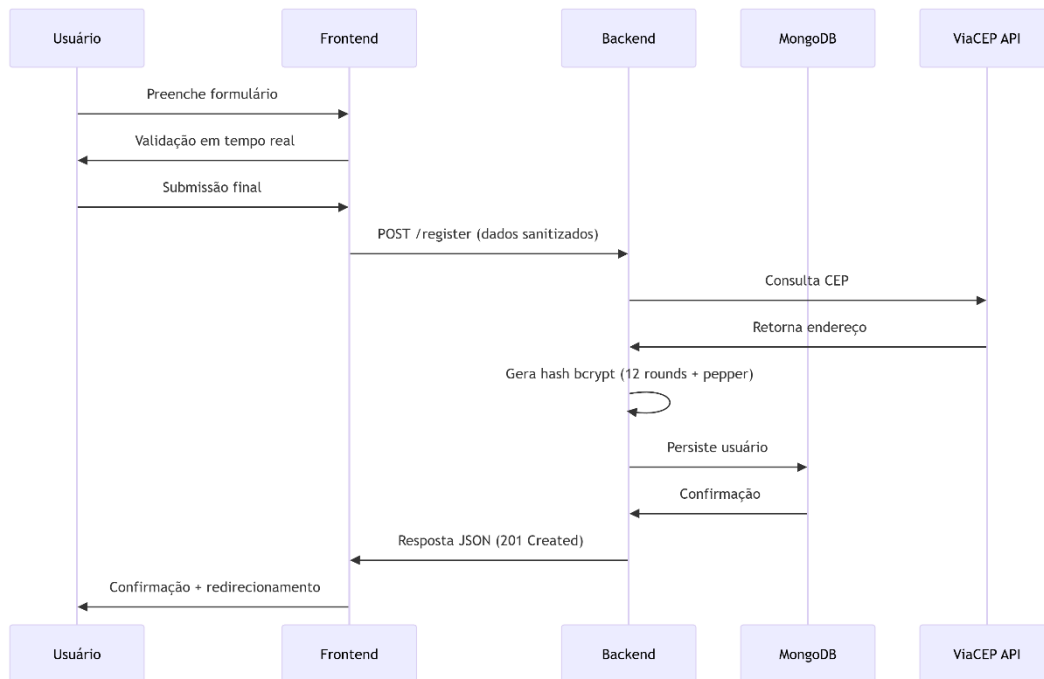 Usuário
Frontend
Backend
MongoDB
ViaCEP API
Preenche formulário
Validação em tempo real
Submissão final
POST /register (dados sanitizados)
Consulta CEP
Retorna endereço
Gera hash bcrypt (12 rounds + pepper)
Persiste usuário
Confirmação
Resposta JSON (201 Created)
Confirmação + redirecionamento
Usuário
Frontend
Backend
MongoDB
ViaCEP API